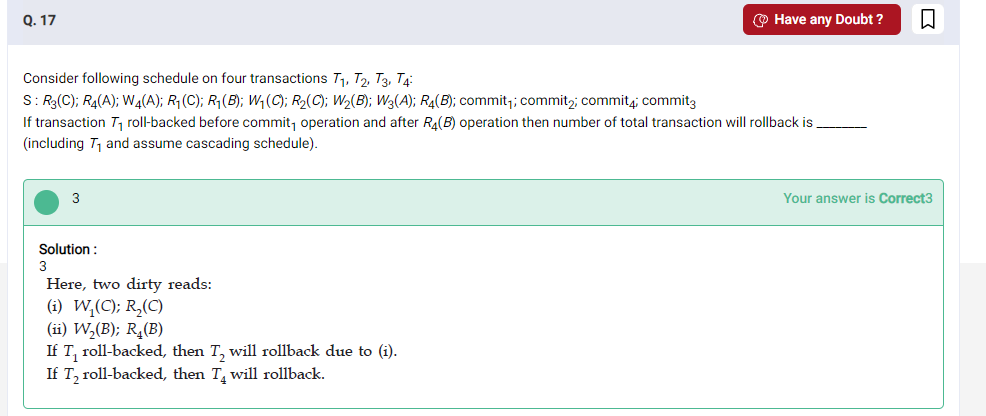 Q. 17
Have any Doubt ?
Consider following schedule on four transactions T₁, T₂, T₃, T₄:
S : R₃(C); R₄(A); W₄(A); R₁(C); R₁(B); W₁(C); R₂(C); W₂(B); W₃(A); R₄(B); commit₁; commit₂; commit₄; commit₃
If transaction T₁ roll-backed before commit₁ operation and after R₄(B) operation then number of total transaction will rollback is ________
(including T₁ and assume cascading schedule).
3
Your answer is Correct3
Solution :
3
Here, two dirty reads:
(i) W₁(C); R₂(C)
(ii) W₂(B); R₄(B)
If T₁ roll-backed, then T₂ will rollback due to (i).
If T₂ roll-backed, then T₄ will rollback.